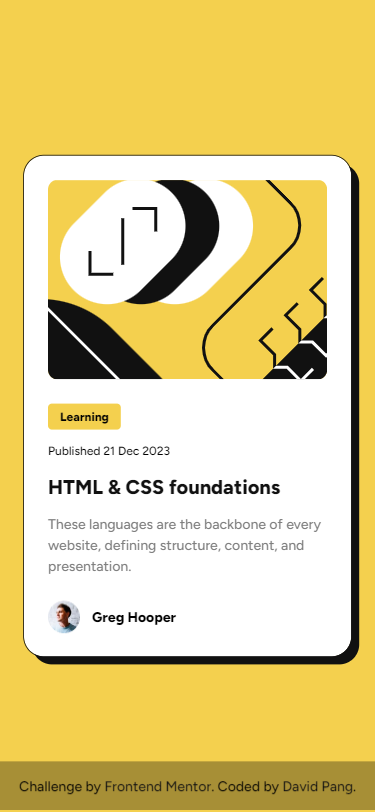 Learning
Published 21 Dec 2023
HTML & CSS foundations
These languages are the backbone of every
website, defining structure, content, and
presentation.
Greg Hooper
Challenge by Frontend Mentor. Coded by David Pang.